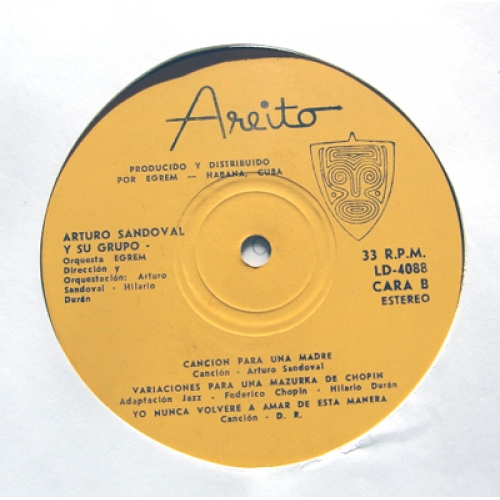 Areito
PRODUCIDO Y DISTRIBUIDO
POR EGREM — HABANA, CUBA
ARTURO SANDOVAL
Y SU GRUPO -
Orquesta EGREM
Dirección y
Orquestación: Arturo
Sandoval - Hilario
Durán
33 R.P.M.
LD-4088
CARA B
ESTEREO
CANCION PARA UNA MADRE
Canción - Arturo Sandoval
VARIACIONES PARA UNA MAZURKA DE CHOPIN
Adaptación Jazz - Federico Chopin - Hilario Durán
YO NUNCA VOLVERE A AMAR DE ESTA MANERA
Canción - D. R.